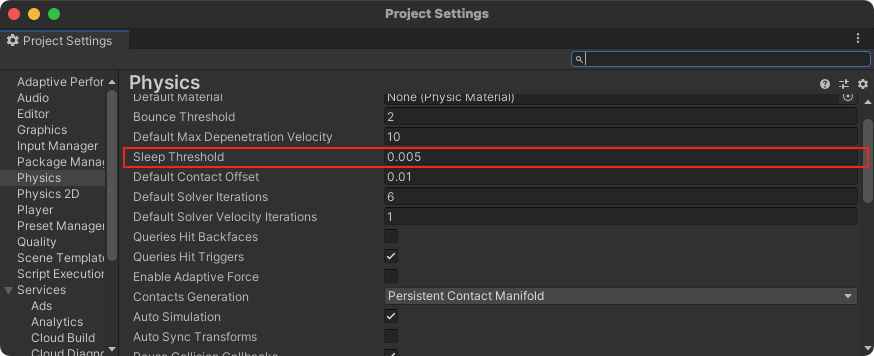 Project Settings
Project Settings
Physics
Adaptive Perfor
Audio
Editor
Graphics
Input Manager
Package Manag
Physics
Physics 2D
Player
Preset Manager
Quality
Scene Template
Script Execution
Services
Ads
Analytics
Cloud Build
Cloud Diagno
Default Material None (Physic Material)
Bounce Threshold 2
Default Max Depenetration Velocity 10
Sleep Threshold 0.005
Default Contact Offset 0.01
Default Solver Iterations 6
Default Solver Velocity Iterations 1
Queries Hit Backfaces
Queries Hit Triggers
Enable Adaptive Force
Contacts Generation Persistent Contact Manifold
Auto Simulation
Auto Sync Transforms
Reuse Collision Callbacks